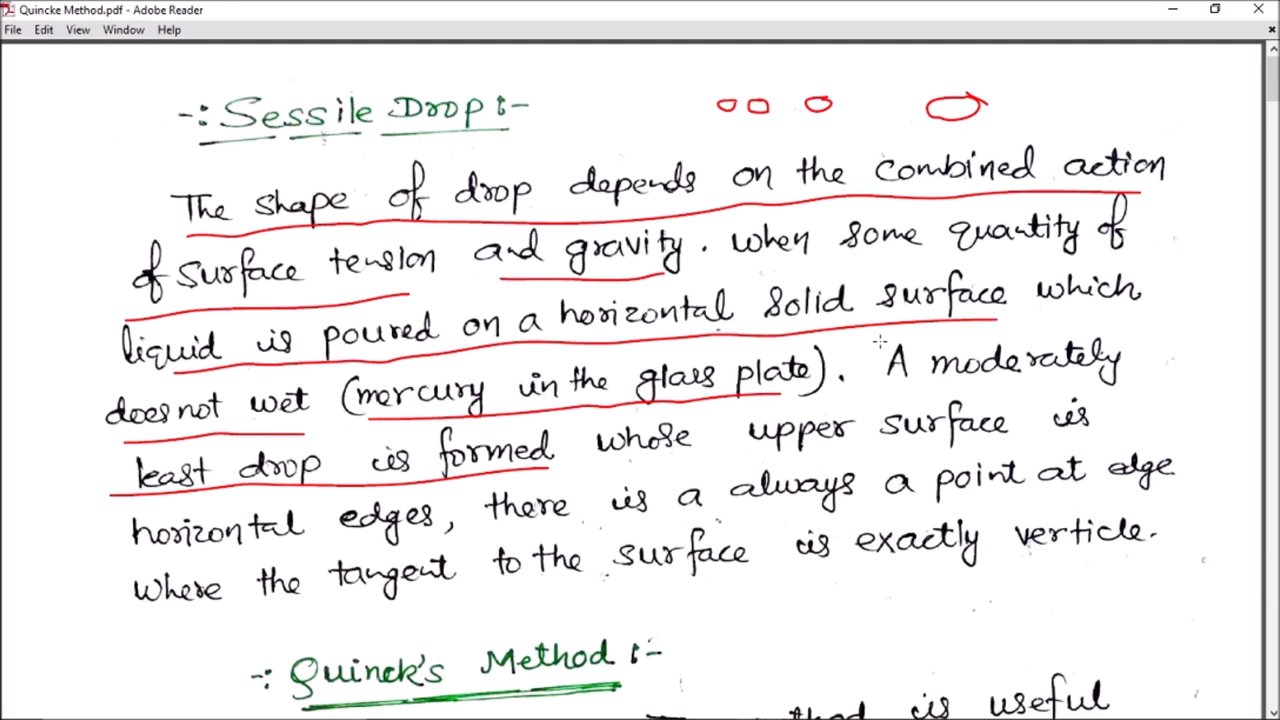 Quincke Method.pdf - Adobe Reader
File Edit View Window Help
-: Sessile Drop :-
The shape of drop depends on the combined action
of surface tension and gravity. When some quantity of
liquid is poured on a horizontal solid surface which
does not wet (mercury in the glass plate). A moderately
least drop is formed whose upper surface is
horizontal edges, there is a always a point at edge
where the tangent to the surface is exactly verticle.
-: Quinck's Method :-
method is useful